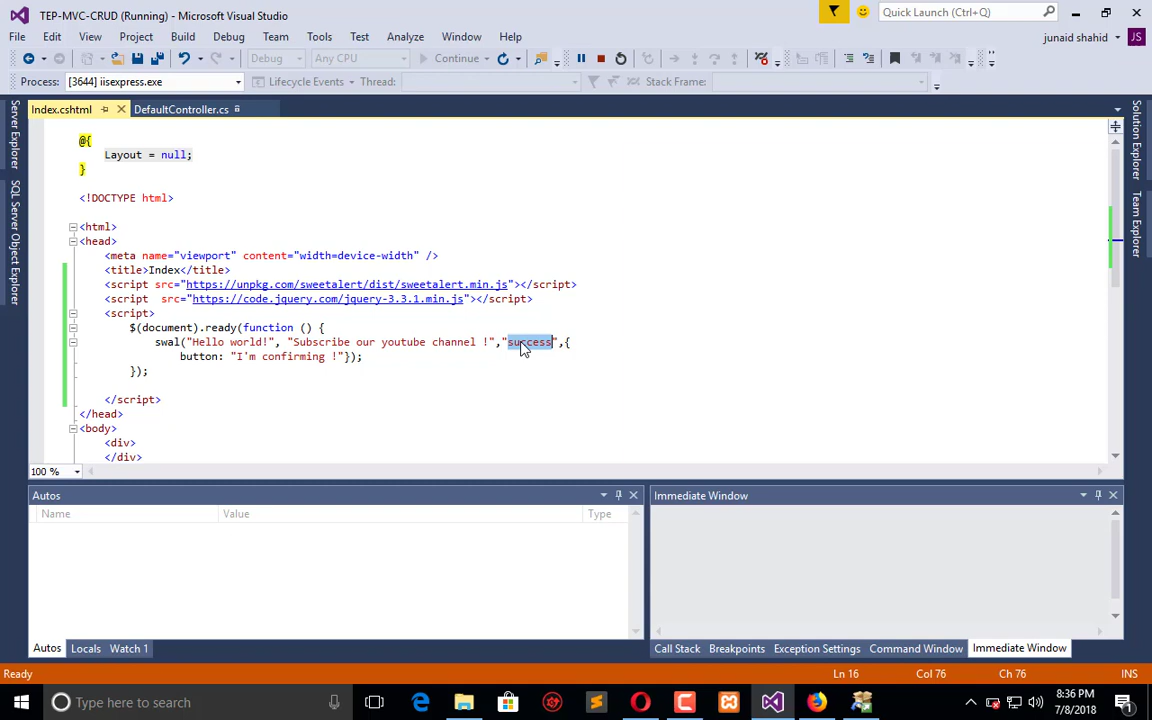 TEP-MVC-CRUD (Running) - Microsoft Visual Studio
Quick Launch (Ctrl+Q)
File Edit View Project Build Debug Team Tools Test Analyze Window Help
junaid shahid JS
Debug Any CPU Continue
Process: [3644] iisexpress.exe Lifecycle Events Thread: Stack Frame:
Index.cshtml DefaultController.cs
Server Explorer
SQL Server Object Explorer
Solution Explorer
Team Explorer
@{
Layout = null;
}
<!DOCTYPE html>
<html>
<head>
<meta name="viewport" content="width=device-width" />
<title>Index</title>
<script src="https://unpkg.com/sweetalert/dist/sweetalert.min.js"></script>
<script  src="https://code.jquery.com/jquery-3.3.1.min.js"></script>
<script>
$(document).ready(function () {
swal("Hello world!", "Subscribe our youtube channel !","success",{
button: "I'm confirming !"});
});
</script>
</head>
<body>
<div>
</div>
100 %
Autos
Name Value Type
Immediate Window
Autos Locals Watch 1
Call Stack Breakpoints Exception Settings Command Window Immediate Window
Ready Ln 16 Col 76 Ch 76 INS
Type here to search
8:36 PM
7/8/2018
1